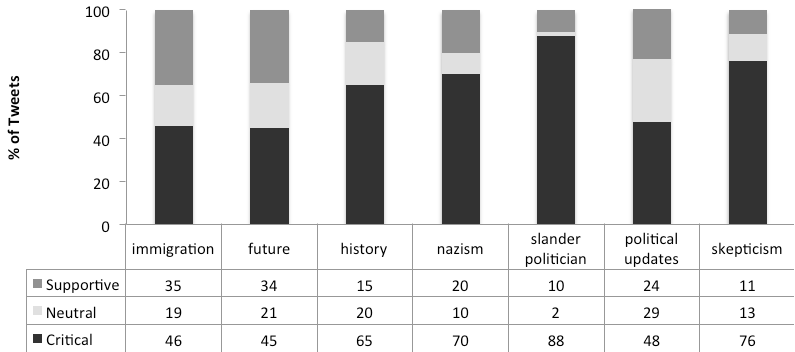 % of Tweets
100
80
60
40
20
0
immigration future history nazism slander politician political updates skepticism
Supportive 35 34 15 20 10 24 11
Neutral 19 21 20 10 2 29 13
Critical 46 45 65 70 88 48 76